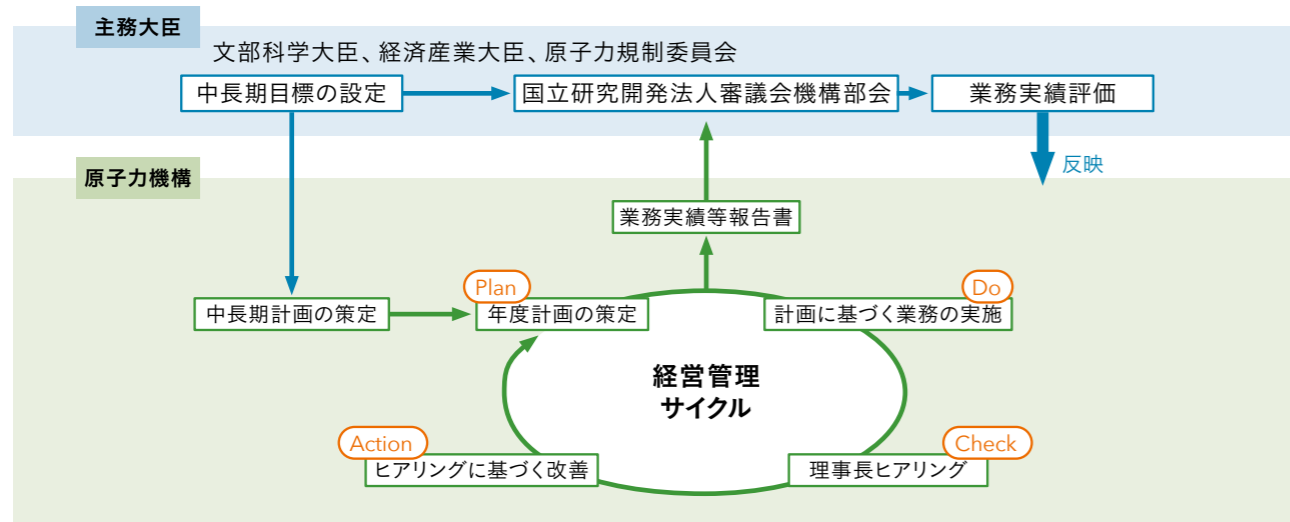 主務大臣
文部科学大臣、経済産業大臣、原子力規制委員会
中長期目標の設定
国立研究開発法人審議会機構部会
業務実績評価
反映
原子力機構
業務実績等報告書
中長期計画の策定
Plan
年度計画の策定
Do
計画に基づく業務の実施
経営管理
サイクル
Action
ヒアリングに基づく改善
Check
理事長ヒアリング